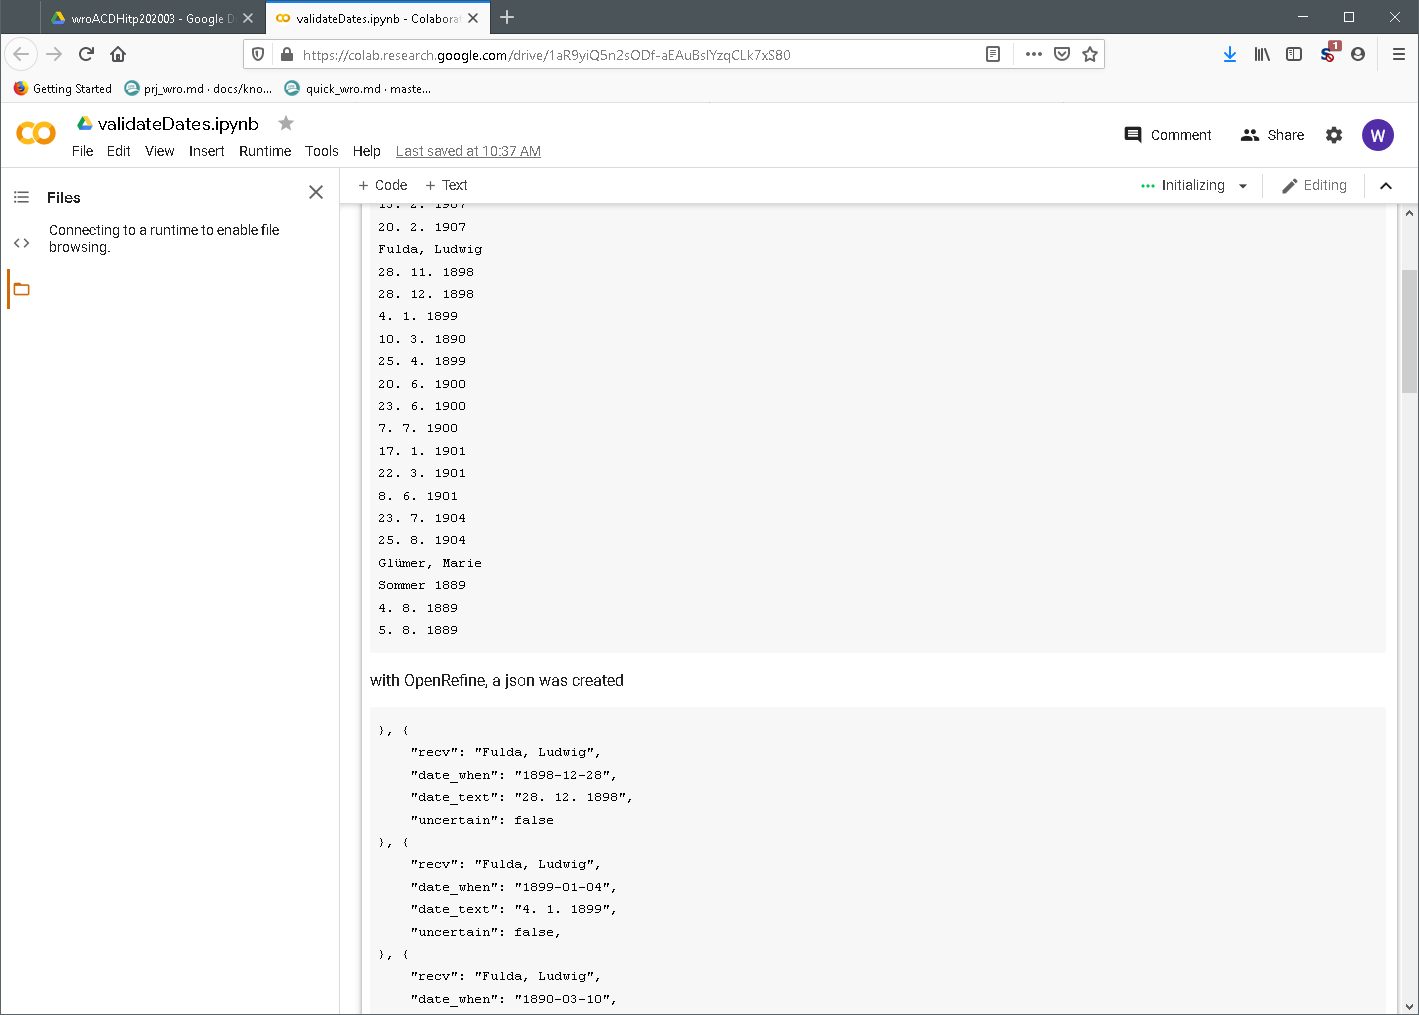 wroACDHitp202003 - Google D
validateDates.ipynb - Colaborat
https://colab.research.google.com/drive/1aR9yiQ5n2sODf-aEAuBslYzqCLk7xS80
1
Getting Started
prj_wro.md · docs/kno...
quick_wro.md · maste...
validateDates.ipynb
Comment
Share
W
File Edit View Insert Runtime Tools Help Last saved at 10:37 AM
Files
+ Code + Text
Initializing
Editing
Connecting to a runtime to enable file
browsing.
20. 2. 1907
Fulda, Ludwig
28. 11. 1898
28. 12. 1898
4. 1. 1899
10. 3. 1890
25. 4. 1899
20. 6. 1900
23. 6. 1900
7. 7. 1900
17. 1. 1901
22. 3. 1901
8. 6. 1901
23. 7. 1904
25. 8. 1904
Glümer, Marie
Sommer 1889
4. 8. 1889
5. 8. 1889
with OpenRefine, a json was created
}, {
"recv": "Fulda, Ludwig",
"date_when": "1898-12-28",
"date_text": "28. 12. 1898",
"uncertain": false
}, {
"recv": "Fulda, Ludwig",
"date_when": "1899-01-04",
"date_text": "4. 1. 1899",
"uncertain": false,
}, {
"recv": "Fulda, Ludwig",
"date_when": "1890-03-10",